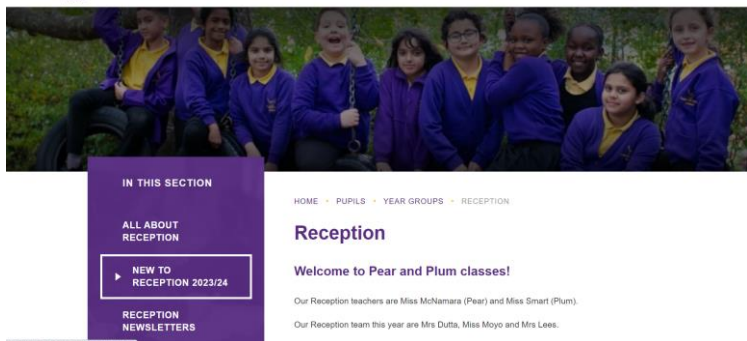 IN THIS SECTION
ALL ABOUT
RECEPTION
NEW TO
RECEPTION 2023/24
RECEPTION
NEWSLETTERS
HOME • PUPILS • YEAR GROUPS • RECEPTION
Reception
Welcome to Pear and Plum classes!
Our Reception teachers are Miss McNamara (Pear) and Miss Smart (Plum).
Our Reception team this year are Mrs Dutta, Miss Moyo and Mrs Lees.